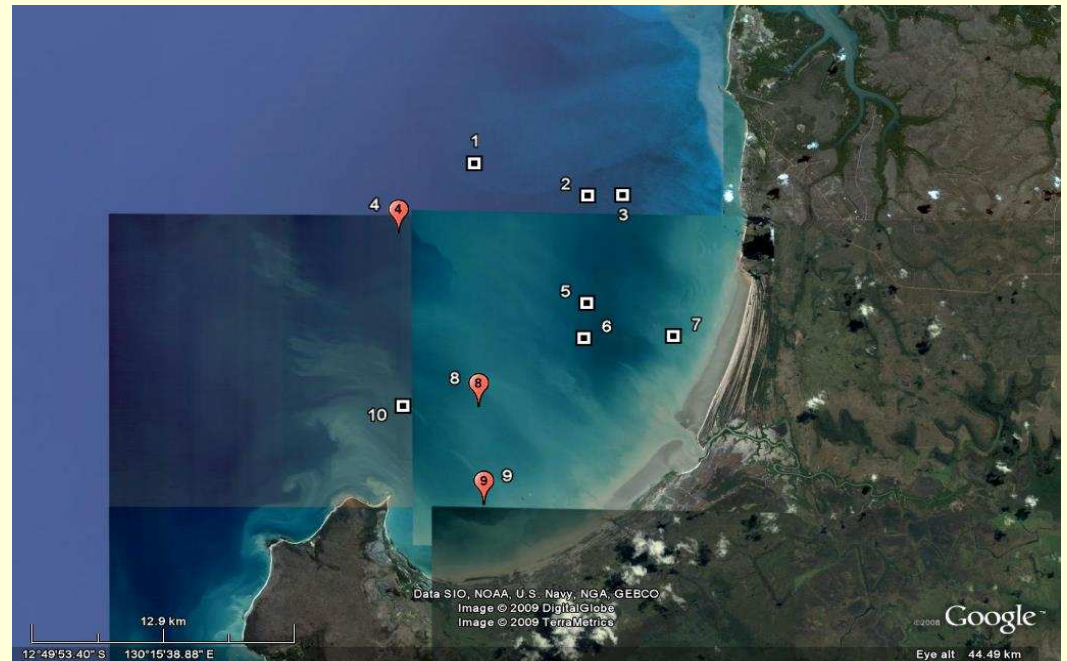 1
2
3
4 4
5
6
7
8 8
10
9 9
Data SIO, NOAA, U.S. Navy, NGA, GEBCO
Image © 2009 DigitalGlobe
Image © 2009 TerraMetrics
©2008 Google™
12.9 km
12°49'53.40" S 130°15'38.88" E
Eye alt 44.49 km